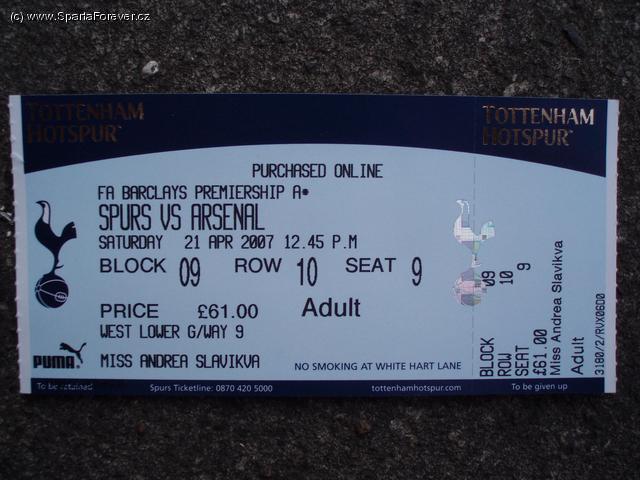 (c) www.SpartaForever.cz
TOTTENHAM
HOTSPUR
PURCHASED ONLINE
FA BARCLAYS PREMIERSHIP A*
SPURS VS ARSENAL
SATURDAY 21 APR 2007 12.45 P.M
BLOCK 09 ROW 10 SEAT 9
PRICE £61.00 Adult
WEST LOWER G/WAY 9
PUMA MISS ANDREA SLAVIKVA NO SMOKING AT WHITE HART LANE
To be retained Spurs Ticketline: 0870 420 5000 tottenhamhotspur.com
TOTTENHAM
HOTSPUR
BLOCK 09
ROW 10
SEAT 9
£61.00
Miss Andrea Slavikva
Adult
3180/2/RVX06D0
To be given up